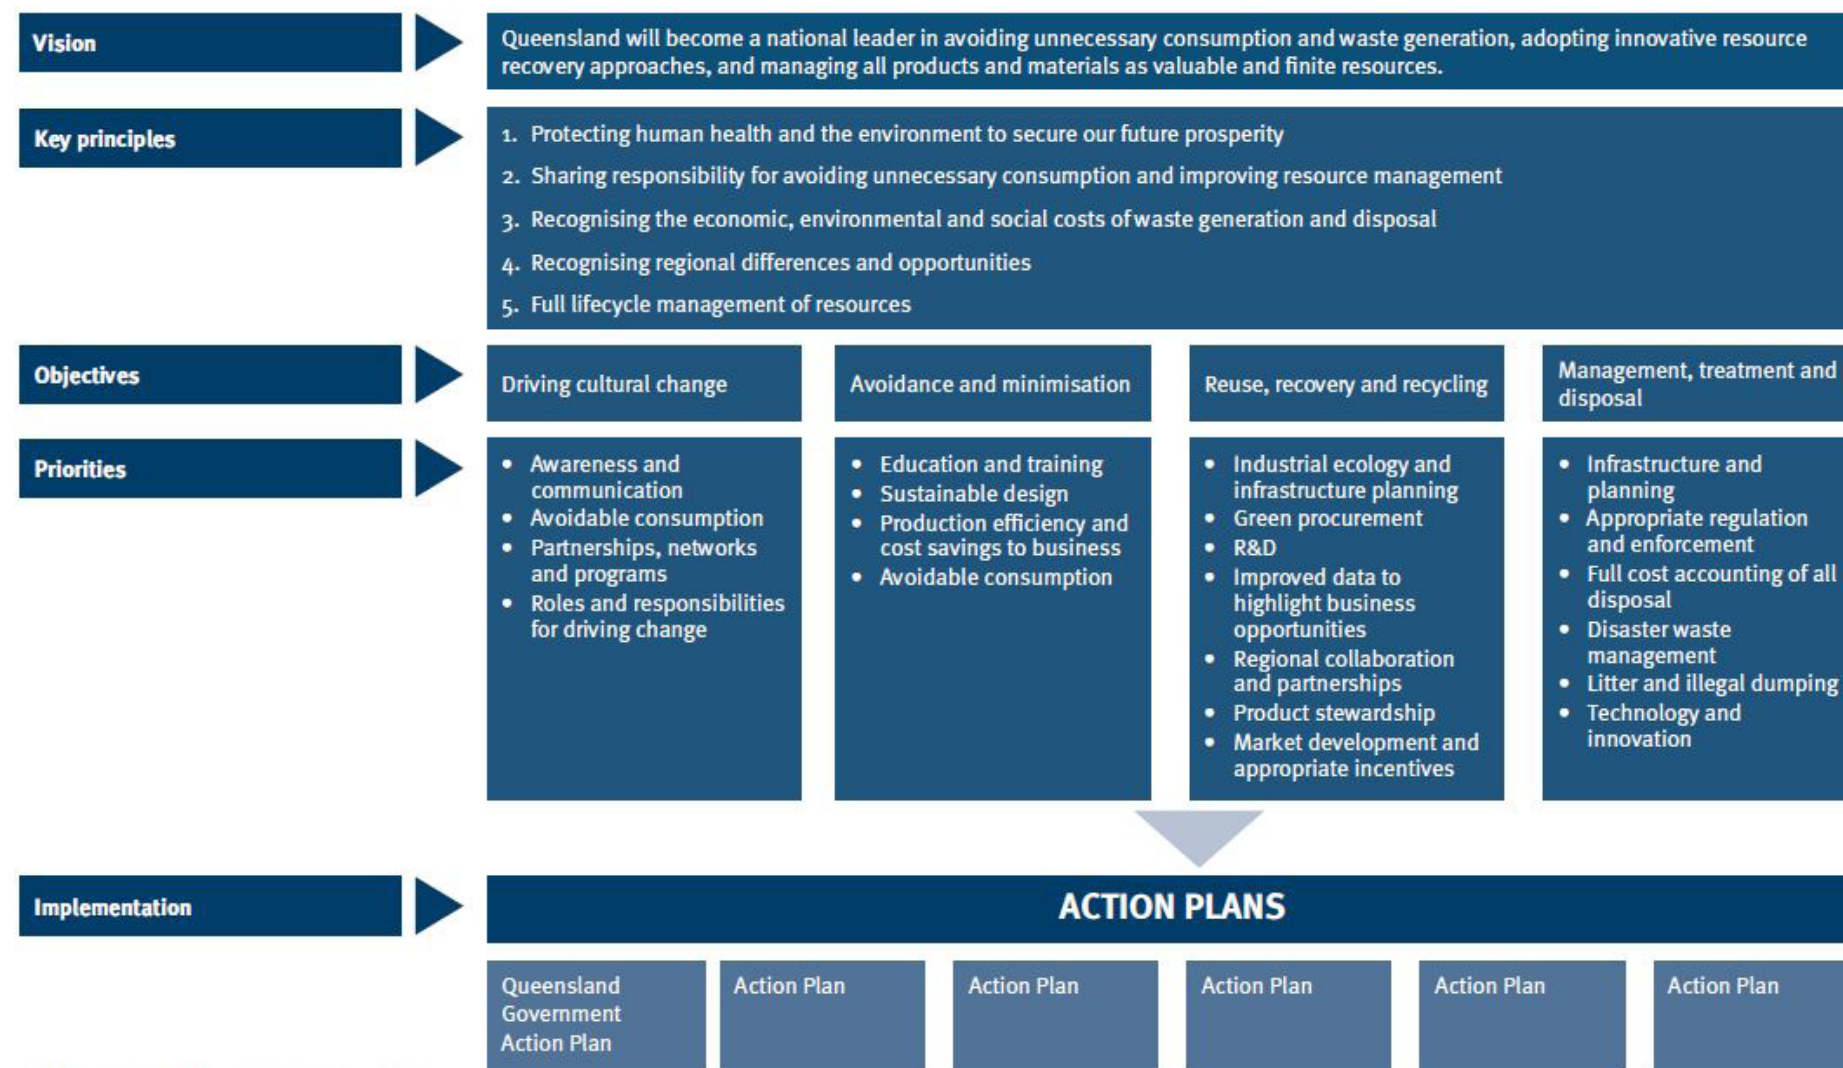 Vision
Queensland will become a national leader in avoiding unnecessary consumption and waste generation, adopting innovative resource
recovery approaches, and managing all products and materials as valuable and finite resources.
Key principles
1. Protecting human health and the environment to secure our future prosperity
2. Sharing responsibility for avoiding unnecessary consumption and improving resource management
3. Recognising the economic, environmental and social costs of waste generation and disposal
4. Recognising regional differences and opportunities
5. Full lifecycle management of resources
Objectives
Driving cultural change
Avoidance and minimisation
Reuse, recovery and recycling
Management, treatment and
disposal
Priorities
• Awareness and
communication
• Avoidable consumption
• Partnerships, networks
and programs
• Roles and responsibilities
for driving change
• Education and training
• Sustainable design
• Production efficiency and
cost savings to business
• Avoidable consumption
• Industrial ecology and
infrastructure planning
• Green procurement
• R&D
• Improved data to
highlight business
opportunities
• Regional collaboration
and partnerships
• Product stewardship
• Market development and
appropriate incentives
• Infrastructure and
planning
• Appropriate regulation
and enforcement
• Full cost accounting of all
disposal
• Disaster waste
management
• Litter and illegal dumping
• Technology and
innovation
Implementation
ACTION PLANS
Queensland
Government
Action Plan
Action Plan
Action Plan
Action Plan
Action Plan
Action Plan